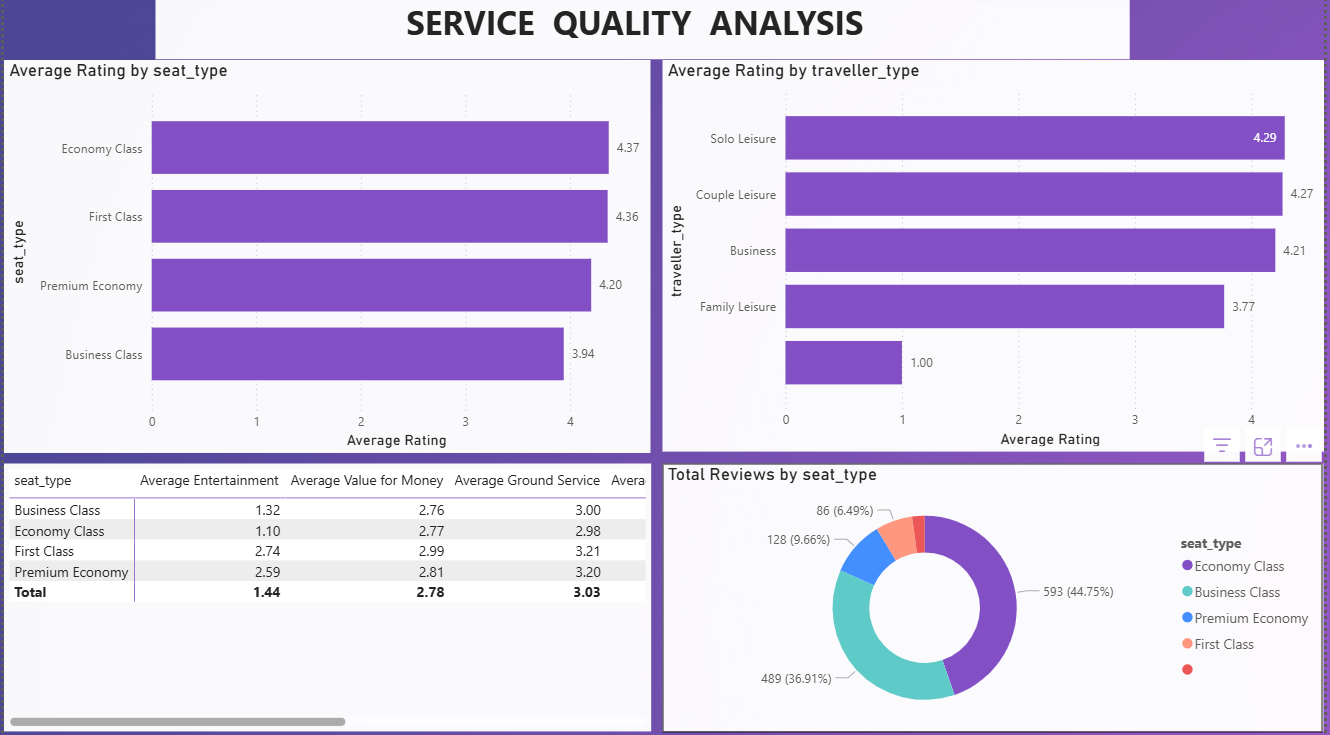 SERVICE QUALITY ANALYSIS
Average Rating by seat_type
seat_type
Economy Class 4.37
First Class 4.36
Premium Economy 4.20
Business Class 3.94
0 1 2 3 4
Average Rating
Average Rating by traveller_type
traveller_type
Solo Leisure 4.29
Couple Leisure 4.27
Business 4.21
Family Leisure 3.77
1.00
0 1 2 3 4
Average Rating
seat_type Average Entertainment Average Value for Money Average Ground Service Avera
Business Class 1.32 2.76 3.00
Economy Class 1.10 2.77 2.98
First Class 2.74 2.99 3.21
Premium Economy 2.59 2.81 3.20
Total 1.44 2.78 3.03
Total Reviews by seat_type
86 (6.49%)
128 (9.66%)
593 (44.75%)
489 (36.91%)
seat_type
Economy Class
Business Class
Premium Economy
First Class